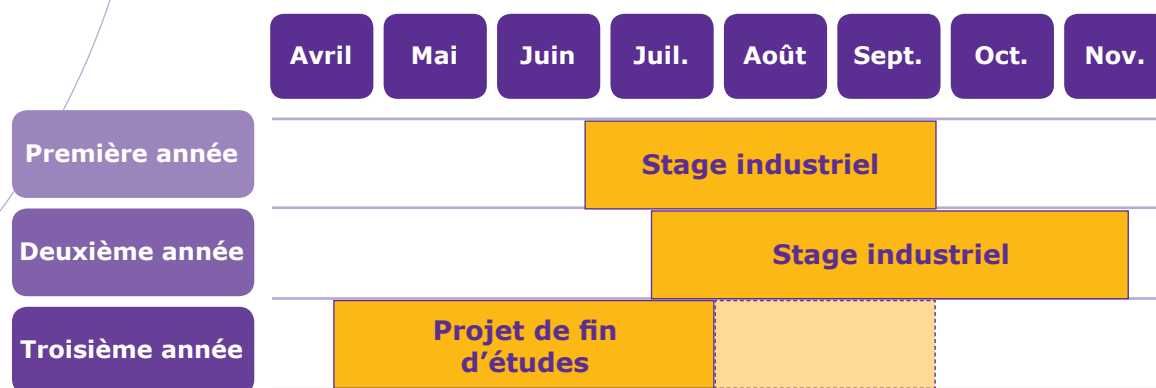 Avril Mai Juin Juil. Août Sept. Oct. Nov.
Première année
Stage industriel
Deuxième année
Stage industriel
Troisième année
Projet de fin
d’études